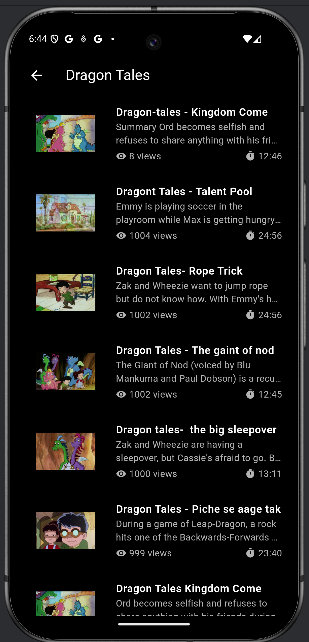 6:44
Dragon Tales
Dragon-tales - Kingdom Come
Summary Ord becomes selfish and
refuses to share anything with his fri...
8 views 12:46
Dragont Tales - Talent Pool
Emmy is playing soccer in the
playroom while Max is getting hungry...
1004 views 24:56
Dragon Tales- Rope Trick
Zak and Wheezie want to jump rope
but do not know how. With Emmy's h...
1002 views 24:56
Dragon Tales - The gaint of nod
The Giant of Nod (voiced by Blu
Mankuma and Paul Dobson) is a recu...
1002 views 12:45
Dragon tales- the big sleepover
Zak and Wheezie are having a
sleepover, but Cassie's afraid to go. B...
1000 views 13:11
Dragon Tales - Piche se aage tak
During a game of Leap-Dragon, a rock
hits one of the Backwards-Forwards ...
999 views 23:40
Dragon Tales Kingdom Come
Ord becomes selfish and refuses to
share anything with his friends during